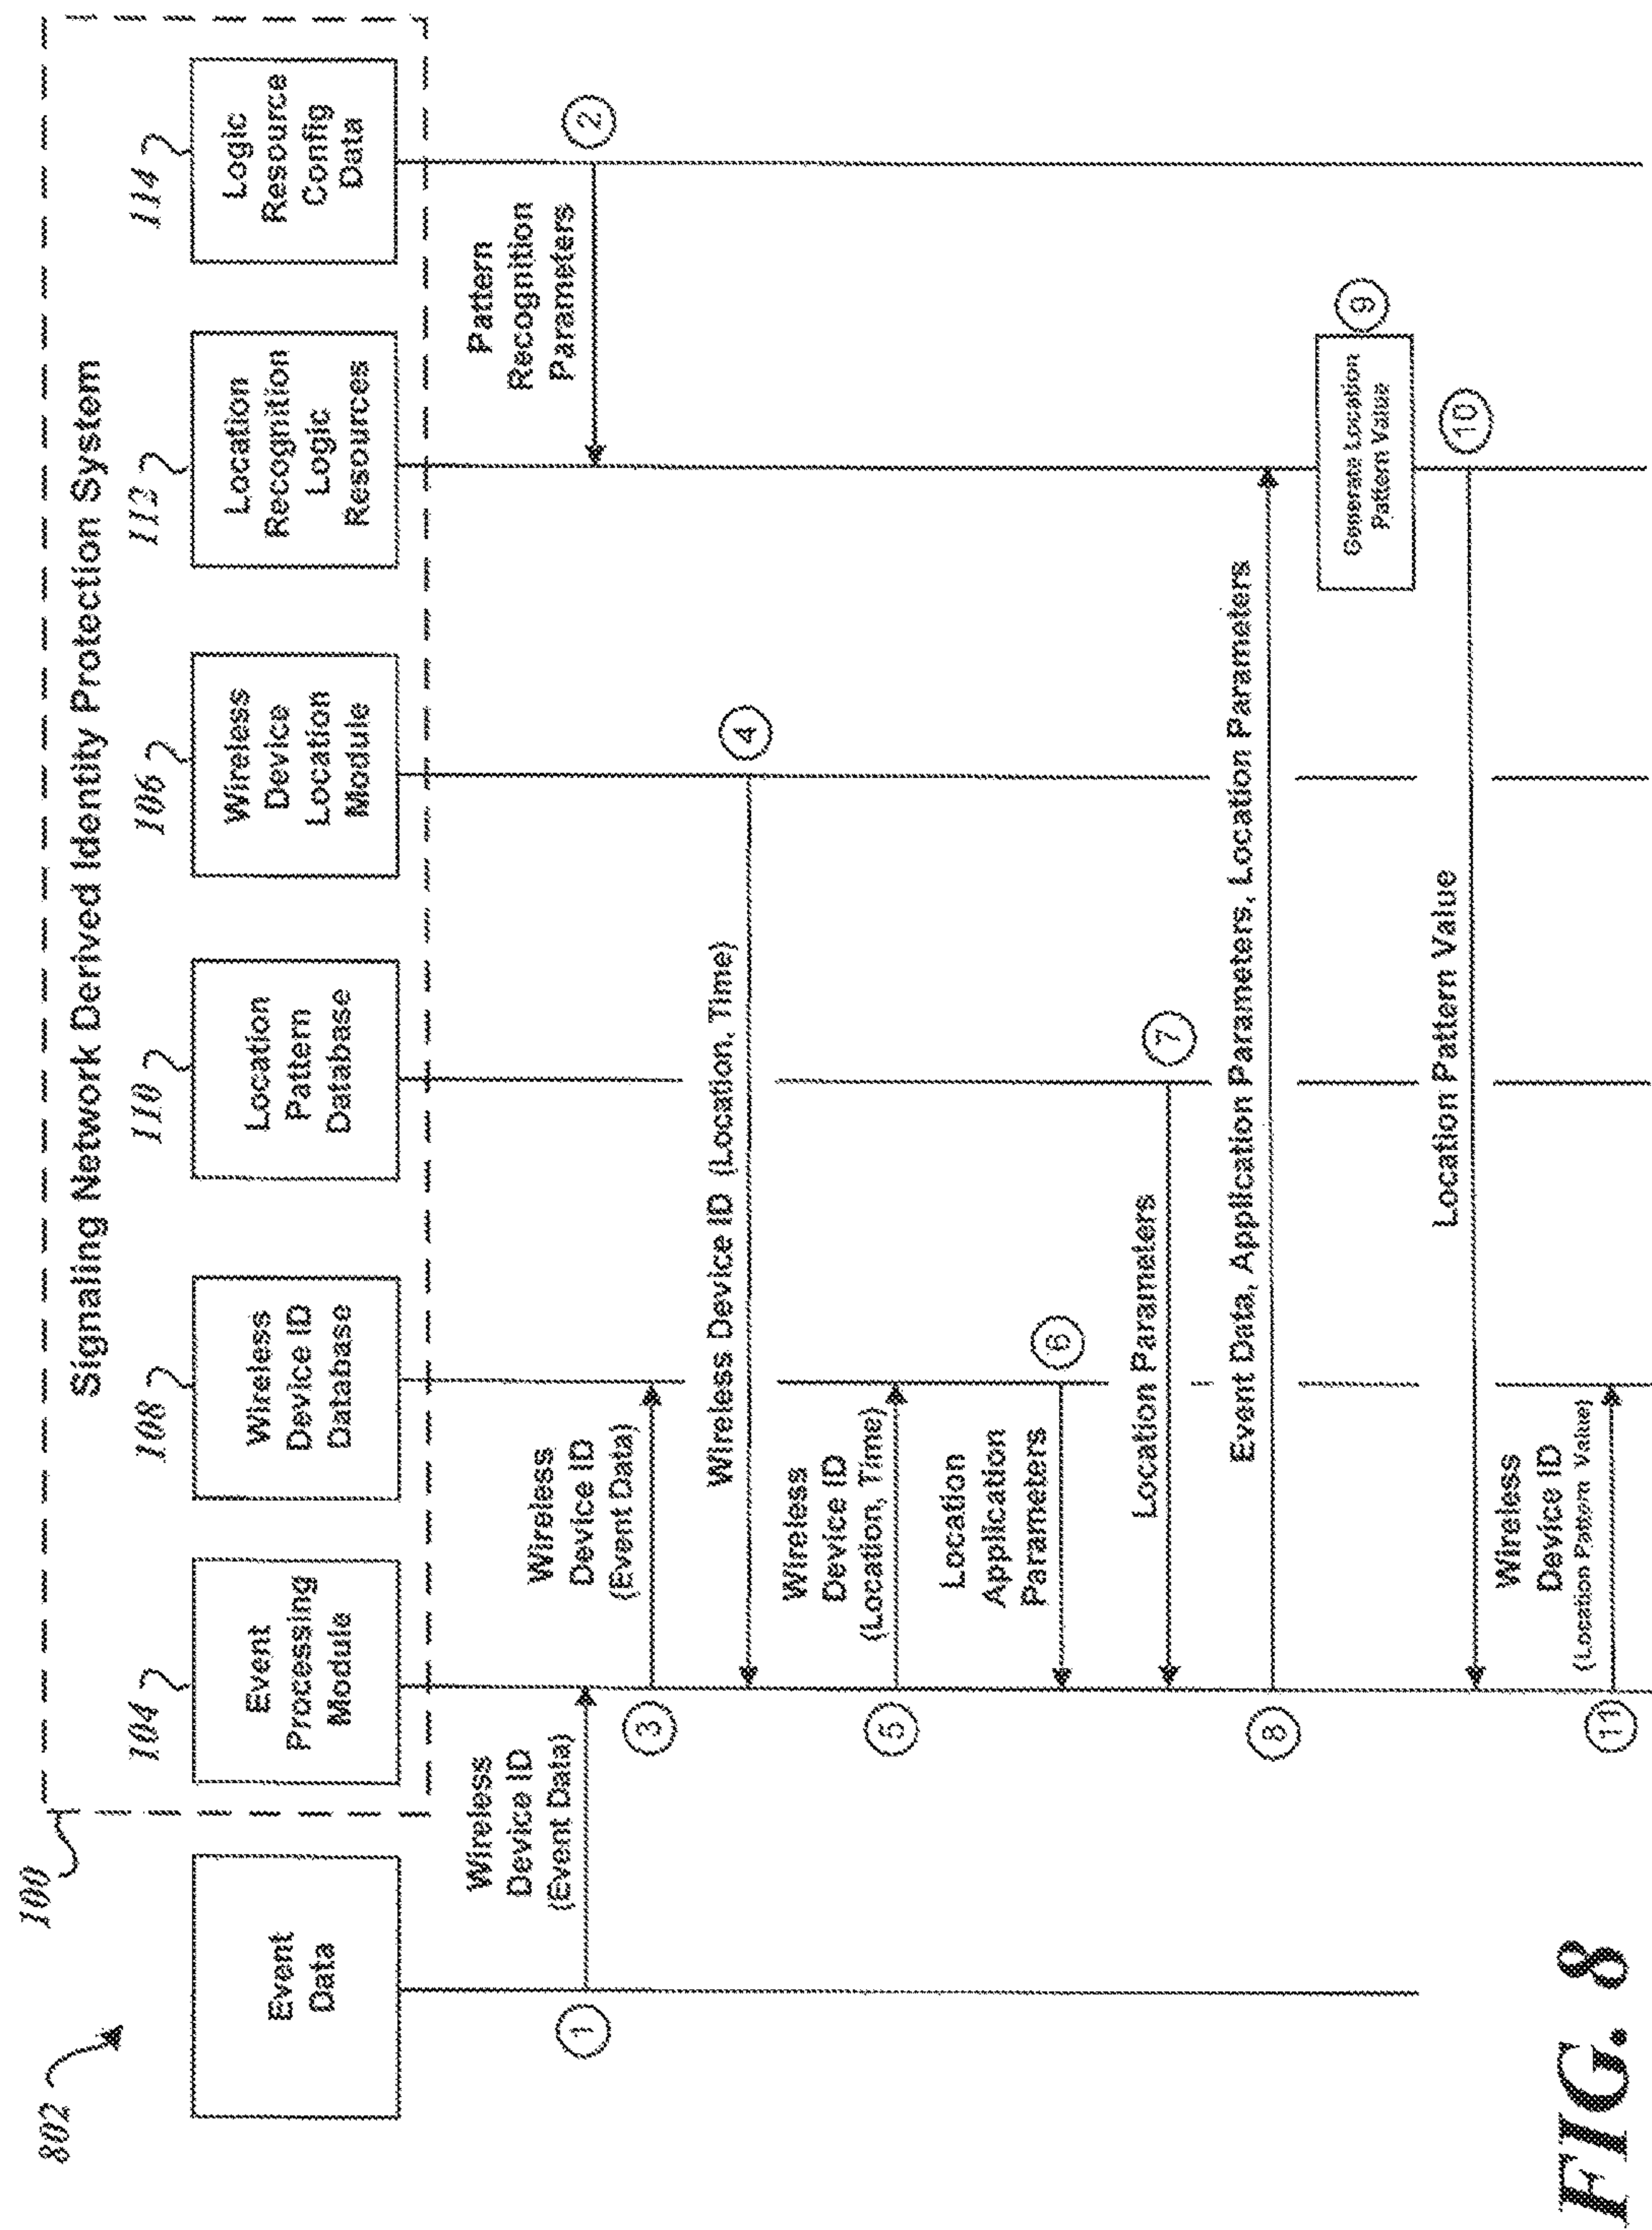 802
100
Signaling Network Derived Identity Protection System
104
108
110
106
112
114
Event
Data
Event
Processing
Module
Wireless
Device ID
Database
Location
Pattern
Database
Wireless
Device
Location
Module
Location
Recognition
Logic
Resources
Logic
Resource
Config
Data
Wireless
Device ID
(Event Data)
1
Pattern
Recognition
Parameters
2
Wireless
Device ID
(Event Data)
3
Wireless Device ID (Location, Time)
4
Wireless
Device ID
(Location, Time)
5
Location
Application
Parameters
6
Location Parameters
7
Event Data, Application Parameters, Location Parameters
8
Generate Location
Pattern Value
9
Location Pattern Value
10
Wireless
Device ID
(Location Pattern Value)
11
FIG. 8